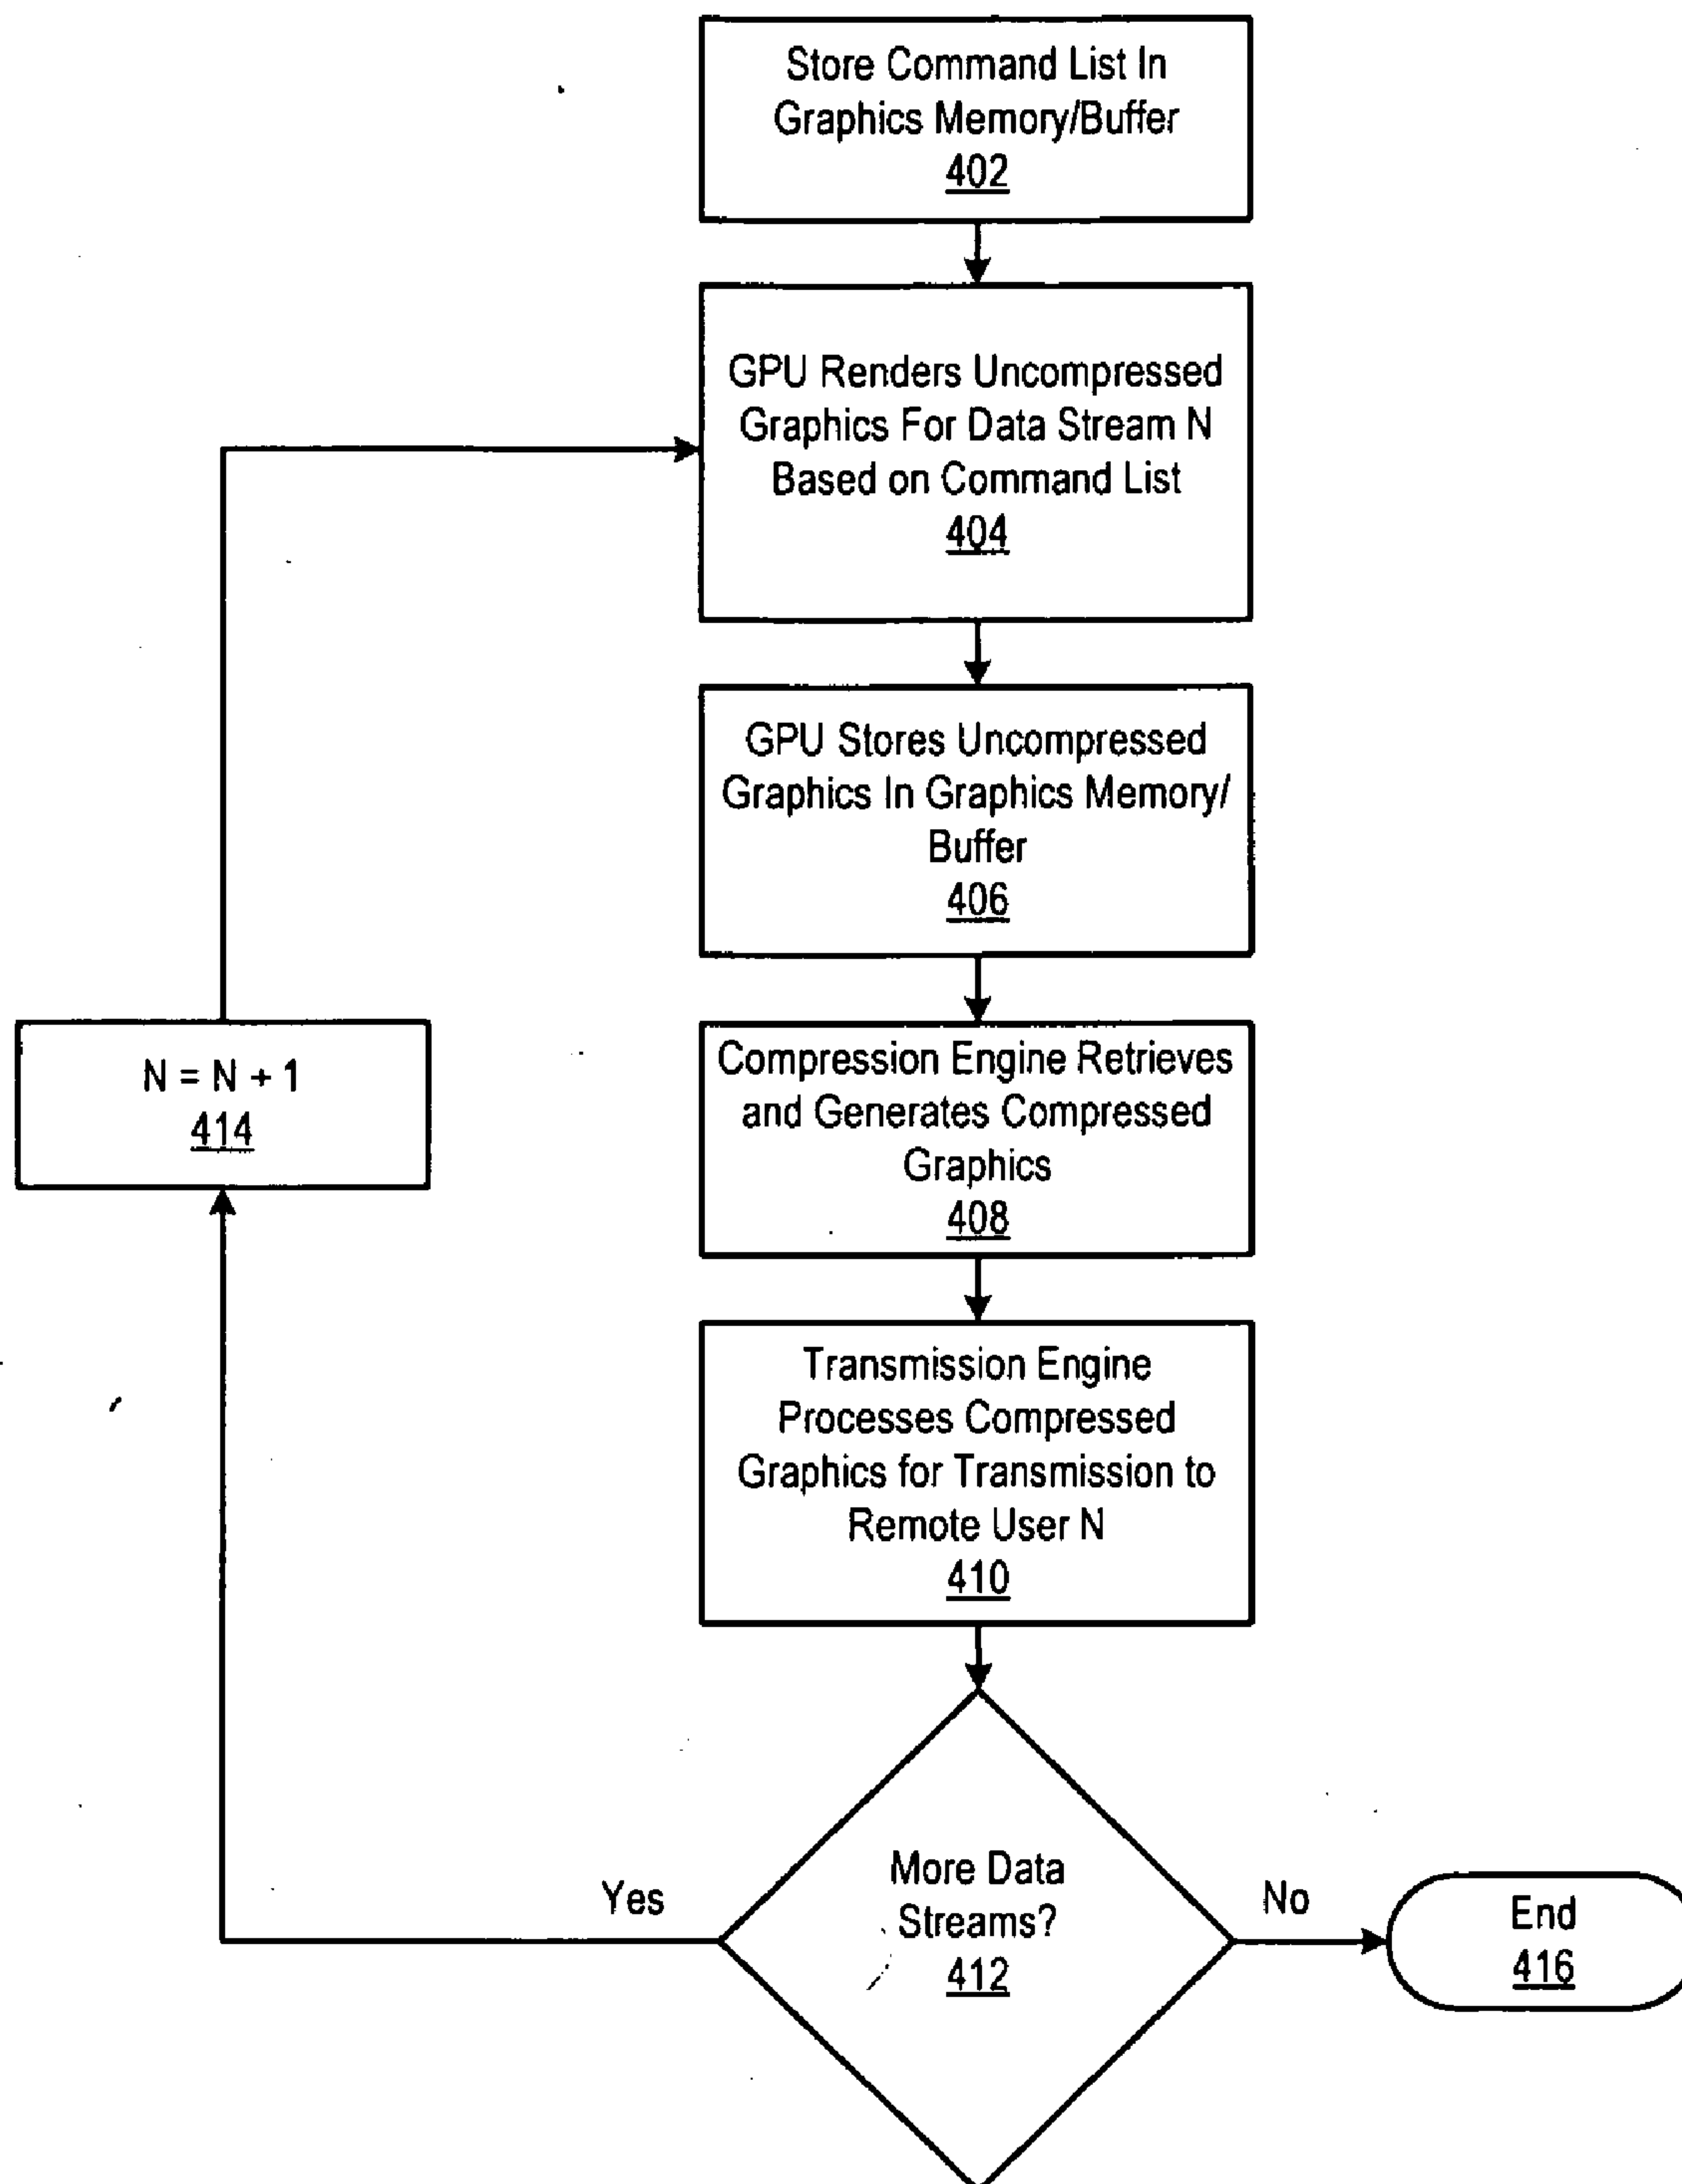 Store Command List In
Graphics Memory/Buffer
402
GPU Renders Uncompressed
Graphics For Data Stream N
Based on Command List
404
GPU Stores Uncompressed
Graphics In Graphics Memory/
Buffer
406
N = N + 1
414
Compression Engine Retrieves
and Generates Compressed
Graphics
408
Transmission Engine
Processes Compressed
Graphics for Transmission to
Remote User N
410
Yes
More Data
Streams?
412
No
End
416